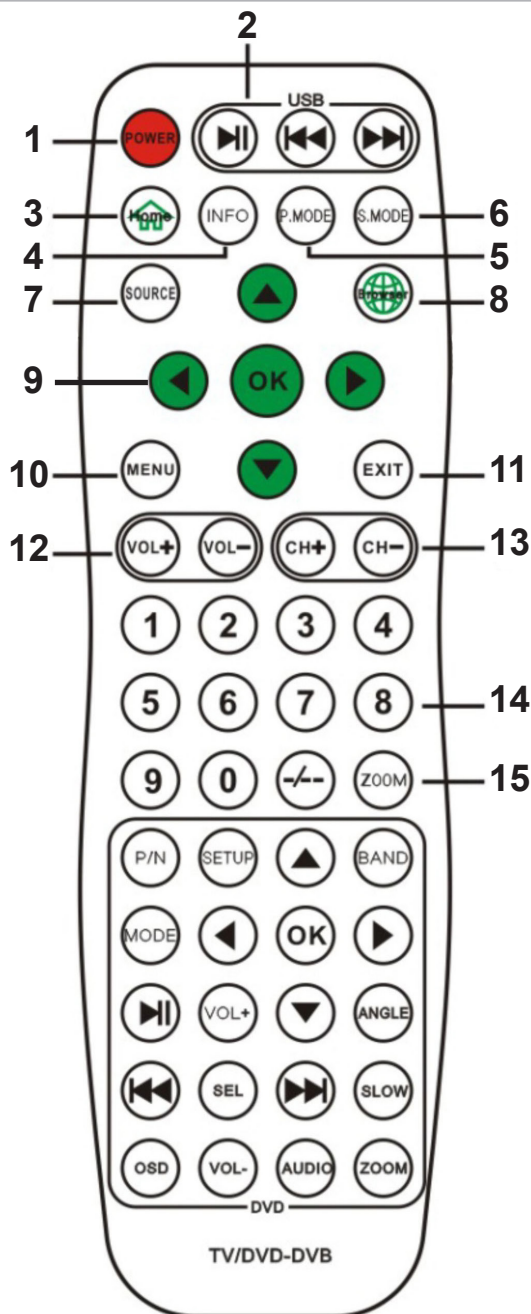 2
USB
1 POWER
3 Home INFO P.MODE S.MODE 6
4 5
7 SOURCE Browser 8
9 OK
10 MENU EXIT 11
12 VOL+ VOL- CH+ CH- 13
1 2 3 4
5 6 7 8 14
9 0 -/-- ZOOM 15
P/N SETUP BAND
MODE OK
VOL+ ANGLE
SEL SLOW
OSD VOL- AUDIO ZOOM
DVD
TV/DVD-DVB